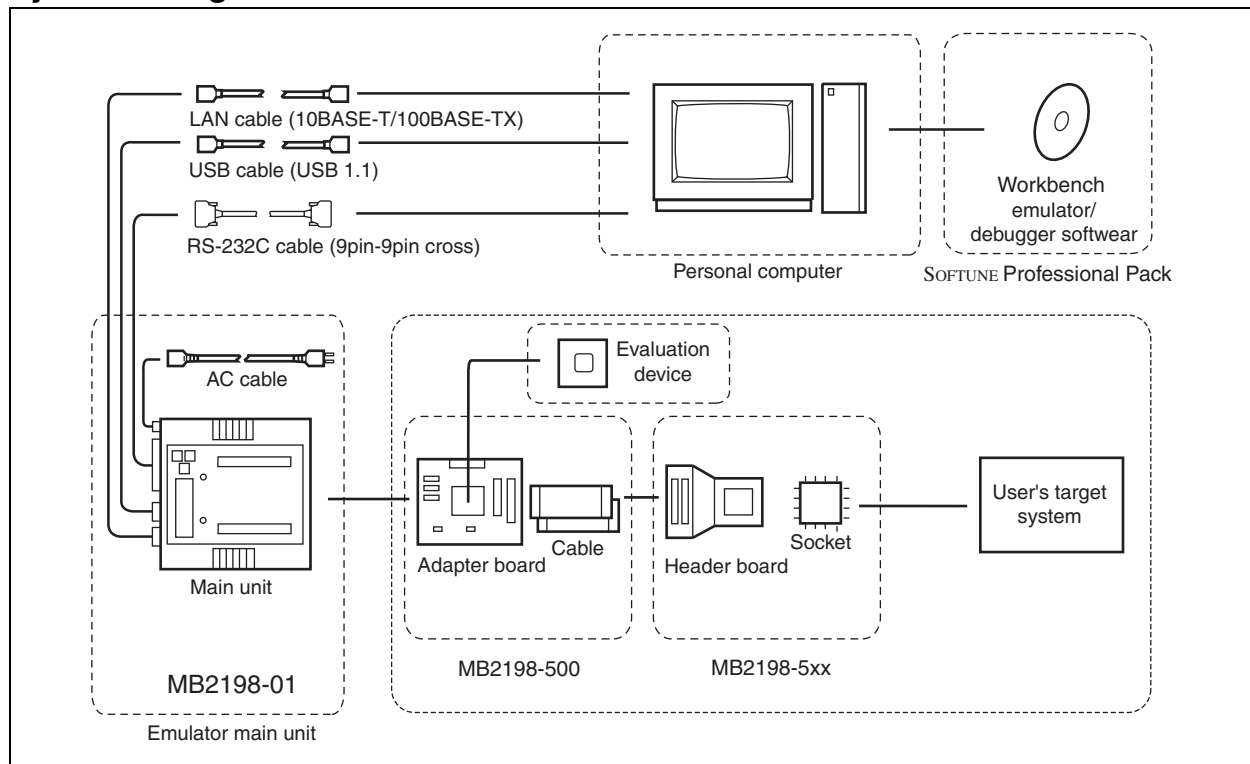 LAN cable (10BASE-T/100BASE-TX)
USB cable (USB 1.1)
RS-232C cable (9pin-9pin cross)
Personal computer
Workbench
emulator/
debugger softwear
SOFTUNE Professional Pack
AC cable
Main unit
MB2198-01
Emulator main unit
Evaluation
device
Adapter board
Cable
MB2198-500
Header board
Socket
MB2198-5xx
User's target
system